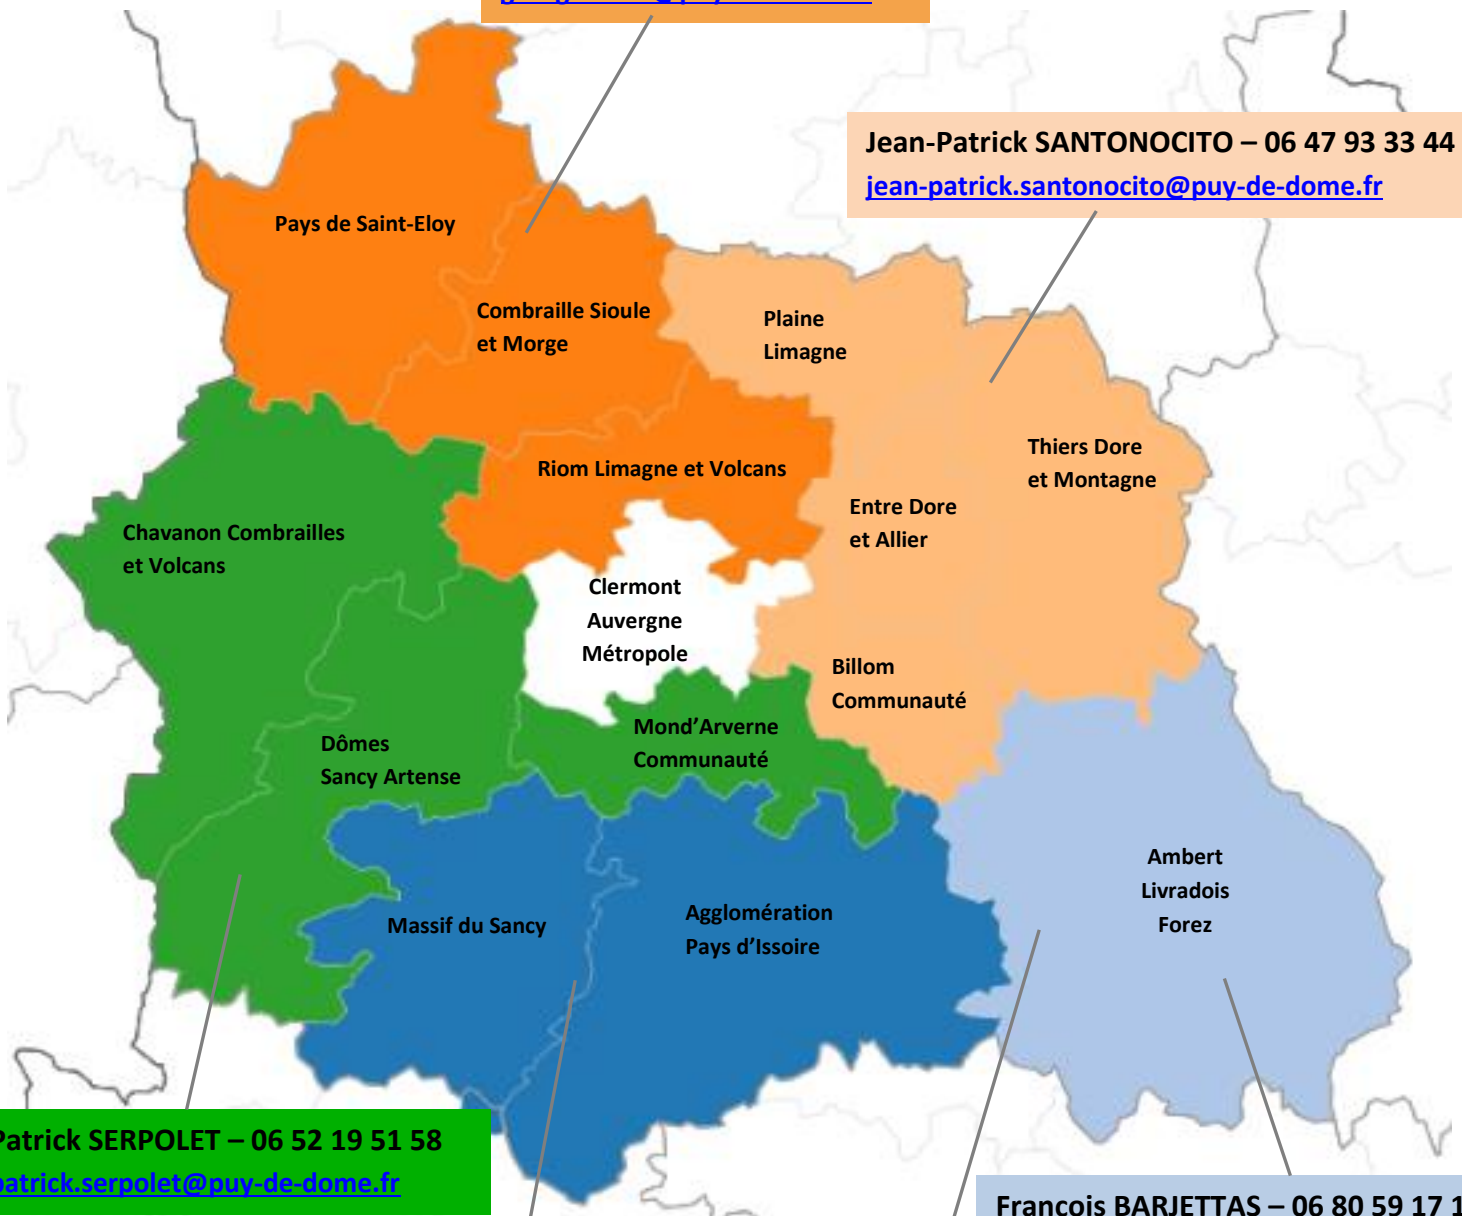 Jean-Patrick SANTONOCITO – 06 47 93 33 44
jean-patrick.santonocito@puy-de-dome.fr
Pays de Saint-Eloy
Combraille Sioule
et Morge
Plaine
Limagne
Riom Limagne et Volcans
Thiers Dore
et Montagne
Entre Dore
et Allier
Chavanon Combrailles
et Volcans
Clermont
Auvergne
Métropole
Billom
Communauté
Mond'Arverne
Communauté
Dômes
Sancy Artense
Massif du Sancy
Agglomération
Pays d'Issoire
Ambert
Livradois
Forez
Patrick SERPOLET – 06 52 19 51 58
patrick.serpolet@puy-de-dome.fr
François BARJETTAS – 06 80 59 17 1